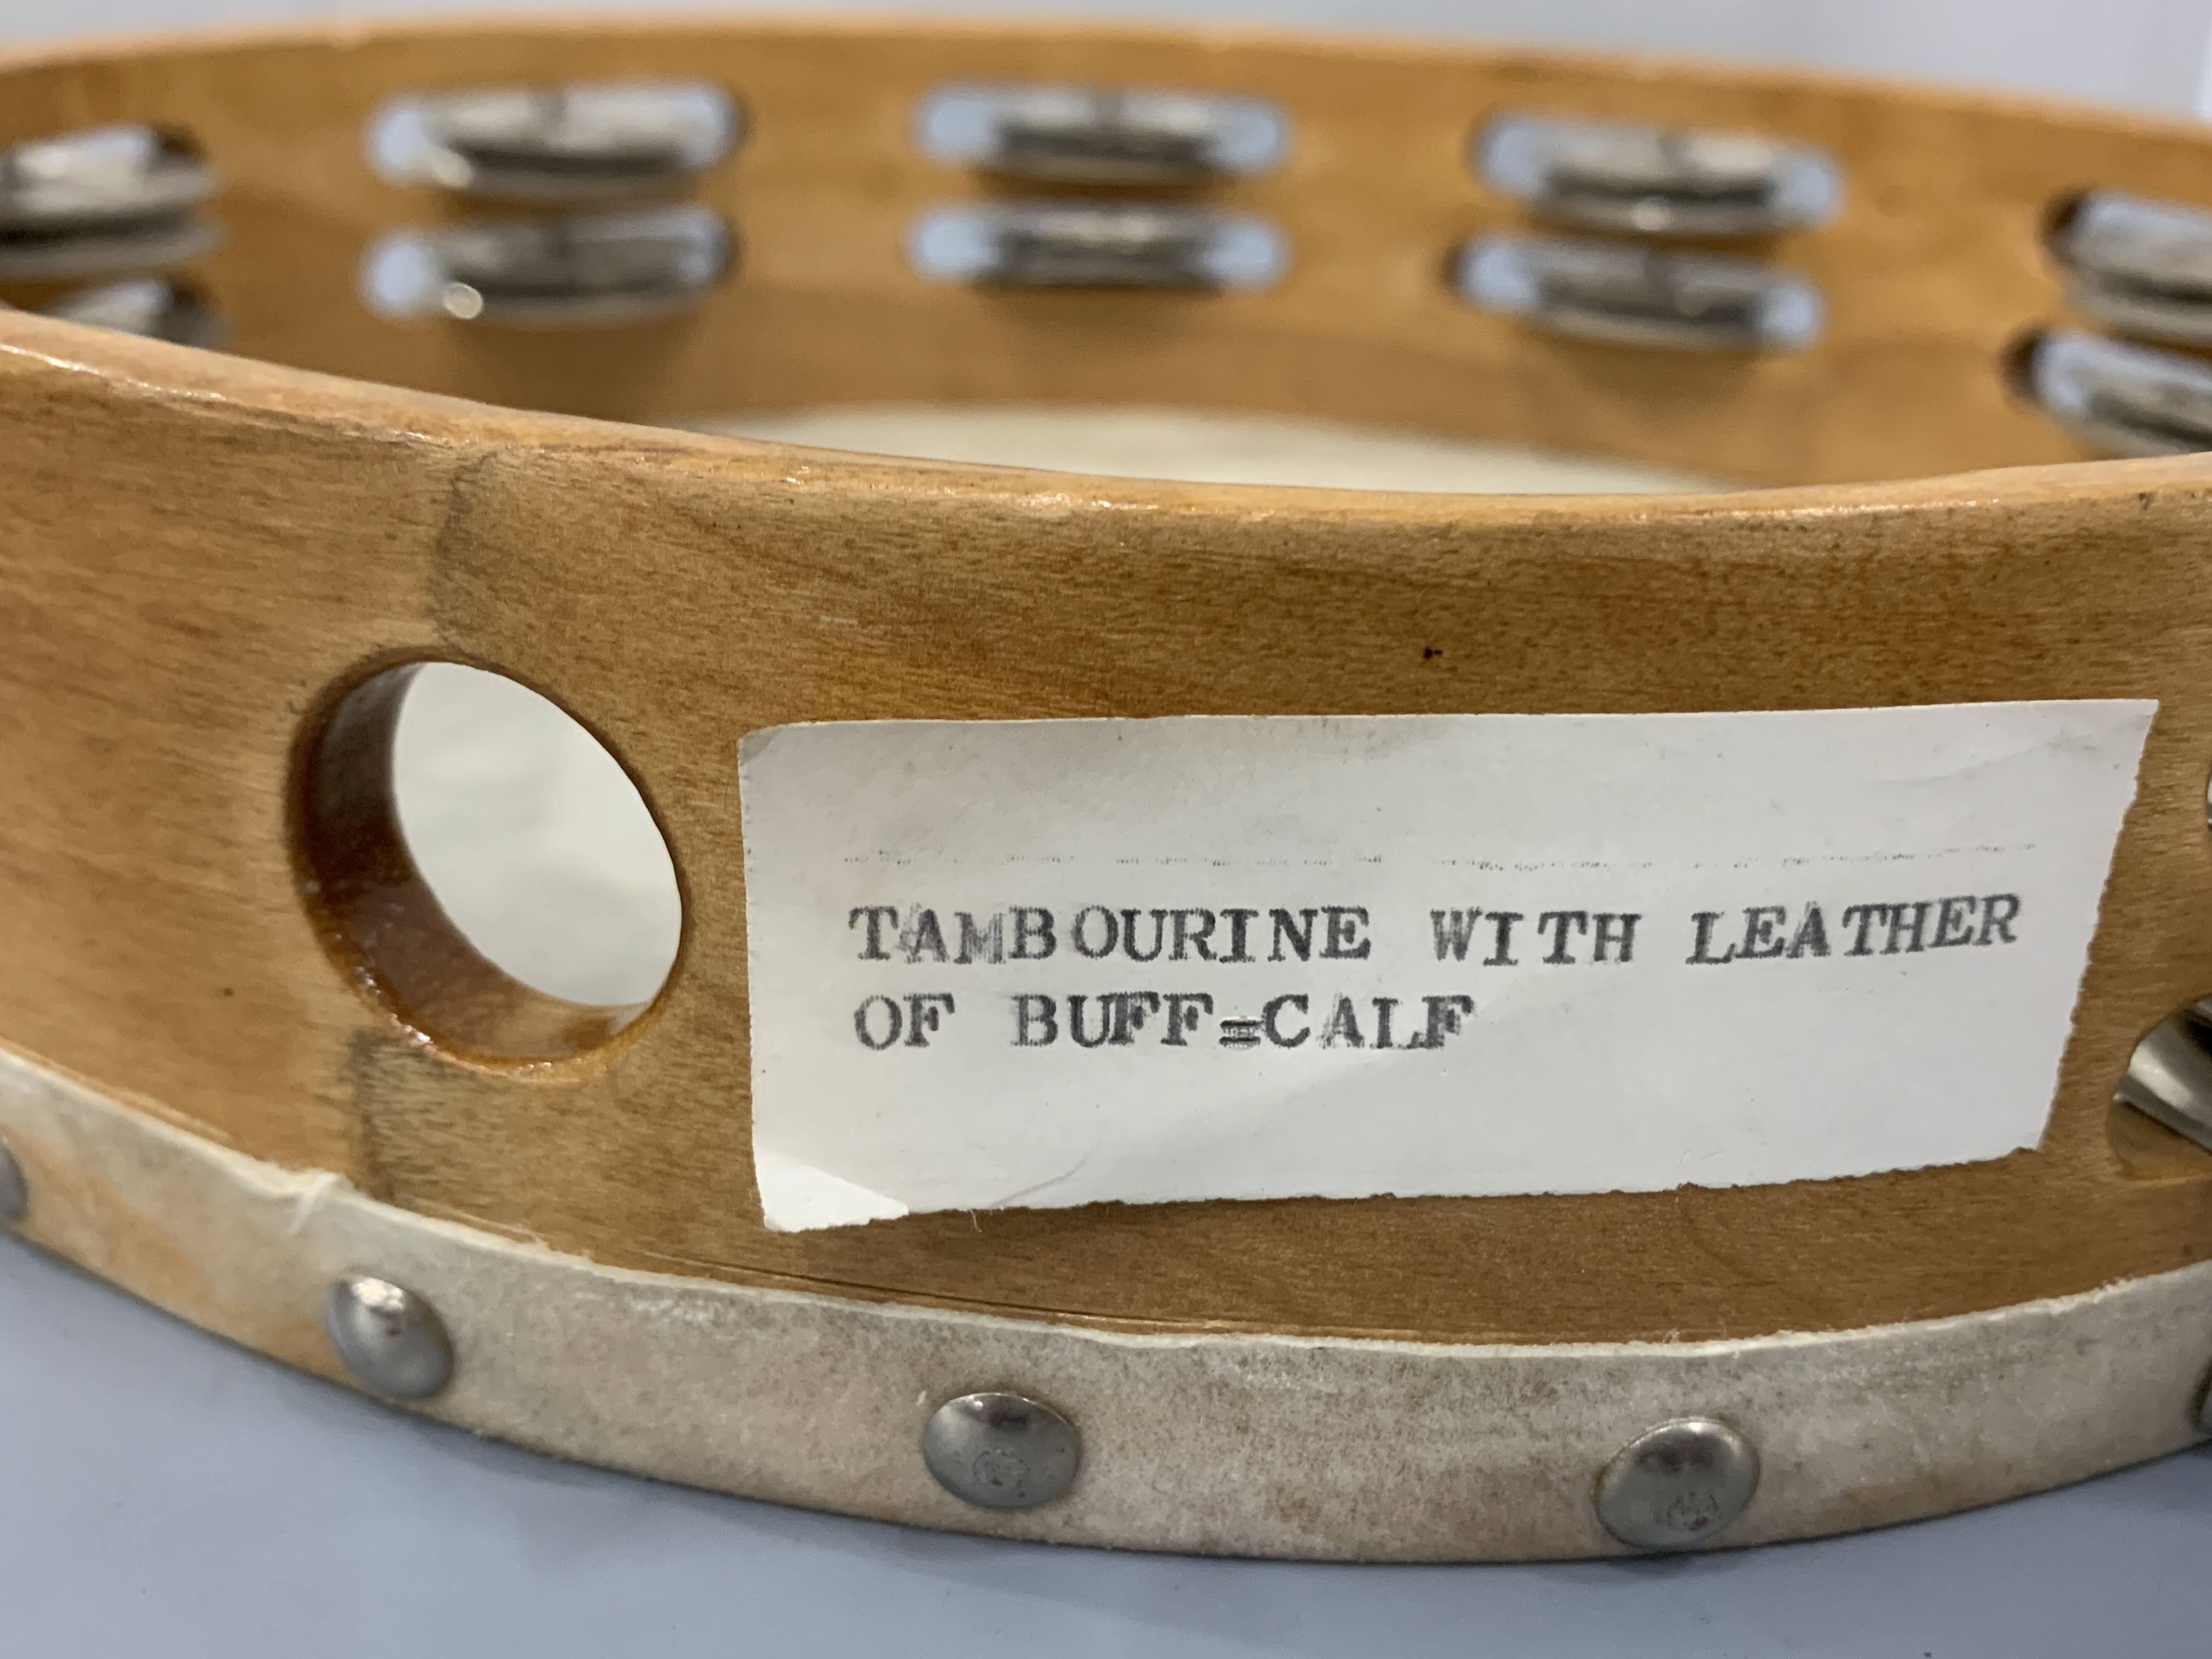 TAMBOURINE WITH LEATHER
OF BUFF=CALF